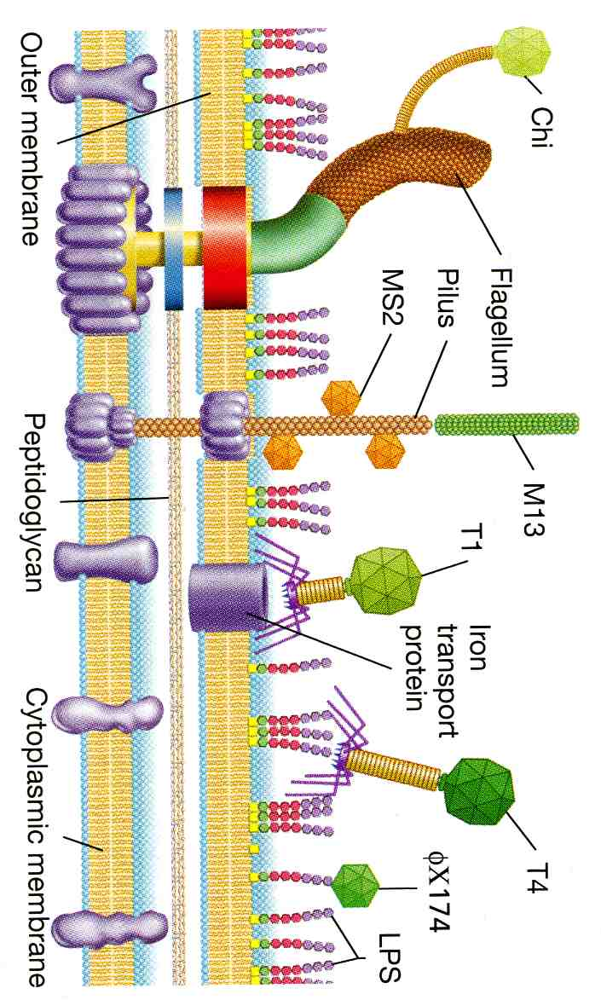 Chi
Flagellum
Pilus
MS2
M13
T1
Iron
transport
protein
T4
ϕX174
LPS
Outer membrane
Peptidoglycan
Cytoplasmic membrane